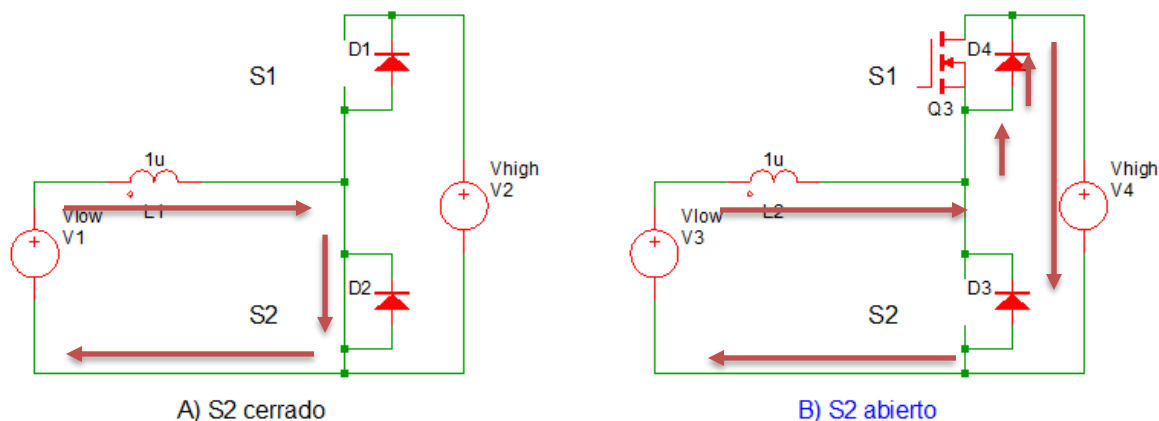 D1
S1
1u
Vhigh
V2
Vlow
L1
V1
D2
S2
A) S2 cerrado
D4
S1
Q3
1u
Vhigh
V4
Vlow
L2
V3
D3
S2
B) S2 abierto